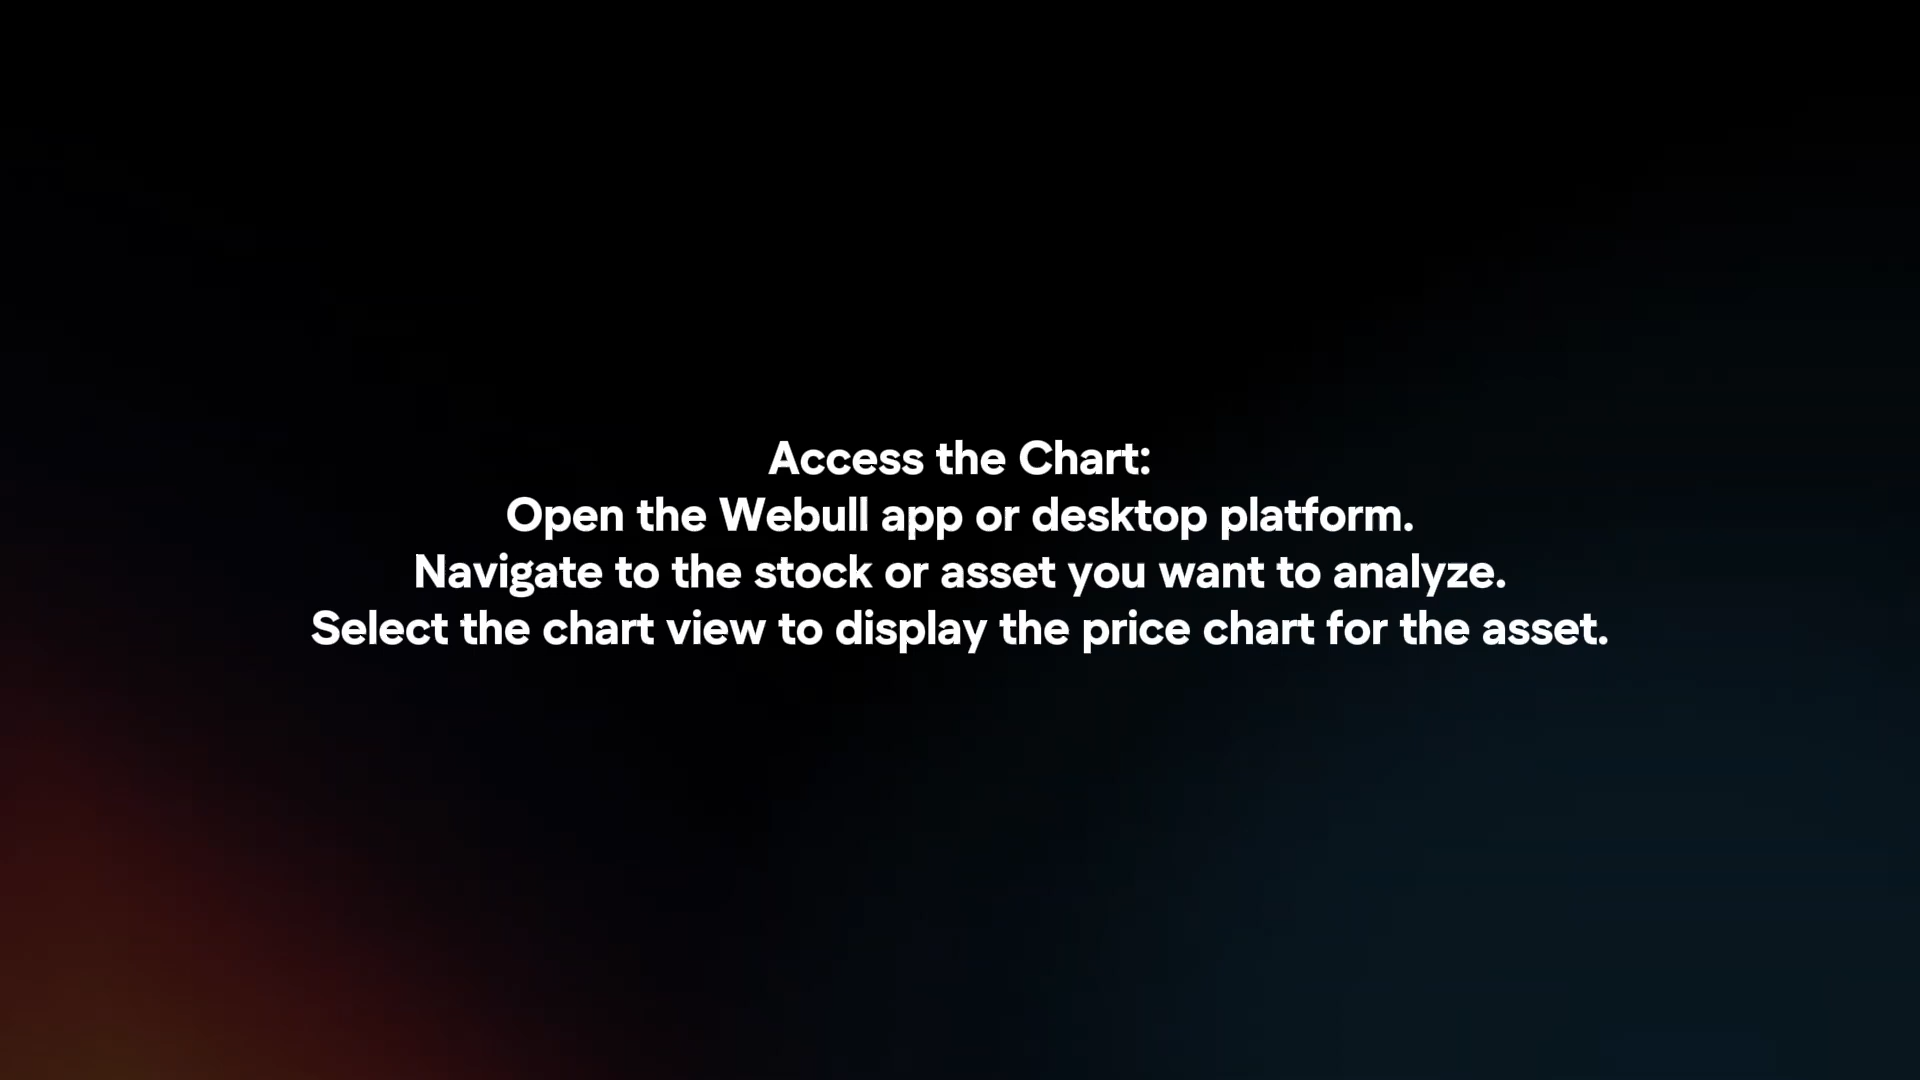 Access the Chart:
Open the Webull app or desktop platform.
Navigate to the stock or asset you want to analyze.
Select the chart view to display the price chart for the asset.